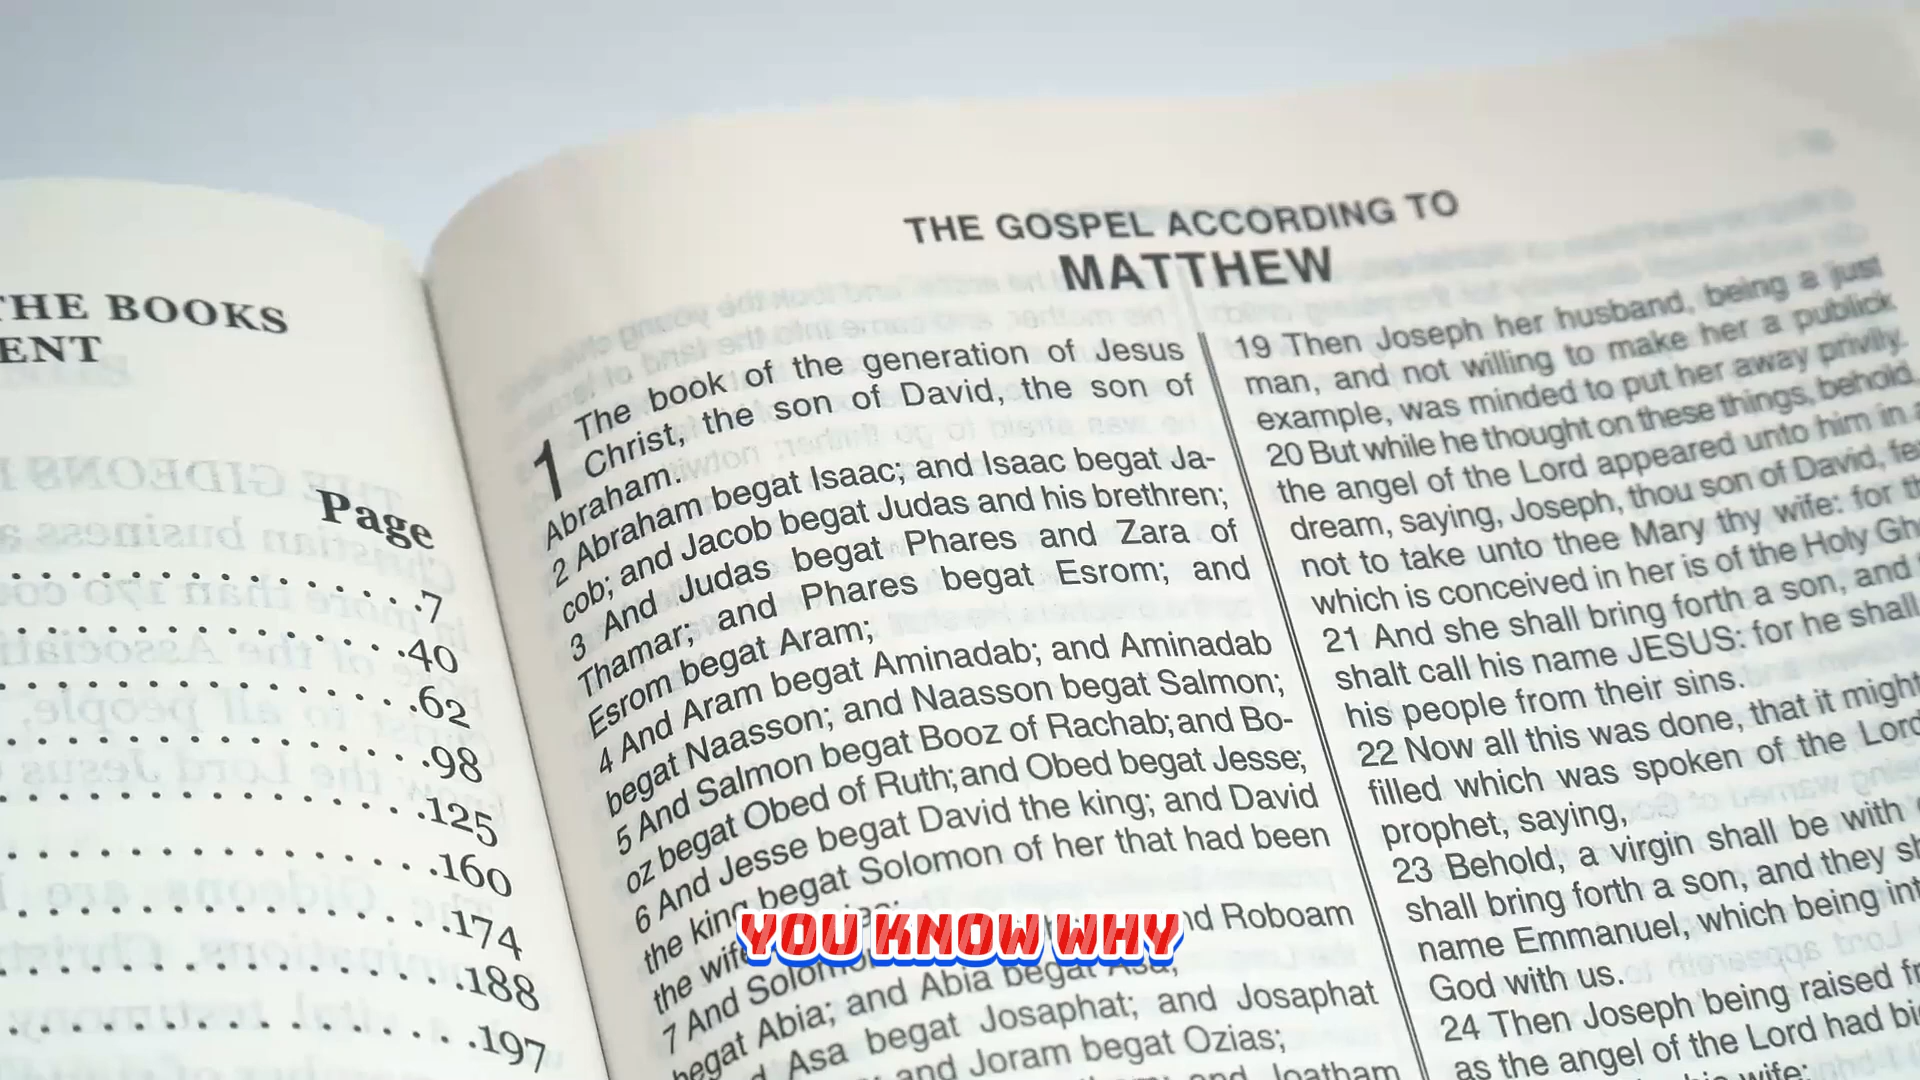 THE BOOKS
ENT
Page
7
40
62
98
125
160
174
188
197
THE GOSPEL ACCORDING TO
MATTHEW
1 The book of the generation of Jesus
Christ, the son of David, the son of
Abraham.
2 Abraham begat Isaac; and Isaac begat Ja-
cob; and Jacob begat Judas and his brethren;
3 And Judas begat Phares and Zara of
Thamar; and Phares begat Esrom; and
Esrom begat Aram;
4 And Aram begat Aminadab; and Aminadab
begat Naasson; and Naasson begat Salmon;
5 And Salmon begat Booz of Rachab; and Bo-
oz begat Obed of Ruth; and Obed begat Jesse;
6 And Jesse begat David the king; and David
the king begat Solomon of her that had been
the wife
7 And Solomon and Roboam
begat Abia; and Abia begat Asa;
Asa begat Josaphat; and Josaphat
and Joram begat Ozias;
and Joatham
19 Then Joseph her husband, being a just
man, and not willing to make her a publick
example, was minded to put her away privily.
20 But while he thought on these things, behold,
the angel of the Lord appeared unto him in a
dream, saying, Joseph, thou son of David, fe
not to take unto thee Mary thy wife: for th
which is conceived in her is of the Holy Gh
21 And she shall bring forth a son, and
shalt call his name JESUS: for he shall
his people from their sins.
22 Now all this was done, that it might
filled which was spoken of the Lord
prophet, saying,
23 Behold, a virgin shall be with
shall bring forth a son, and they sh
name Emmanuel, which being int
God with us.
24 Then Joseph being raised fr
as the angel of the Lord had bi
wife:
YOU KNOW WHY